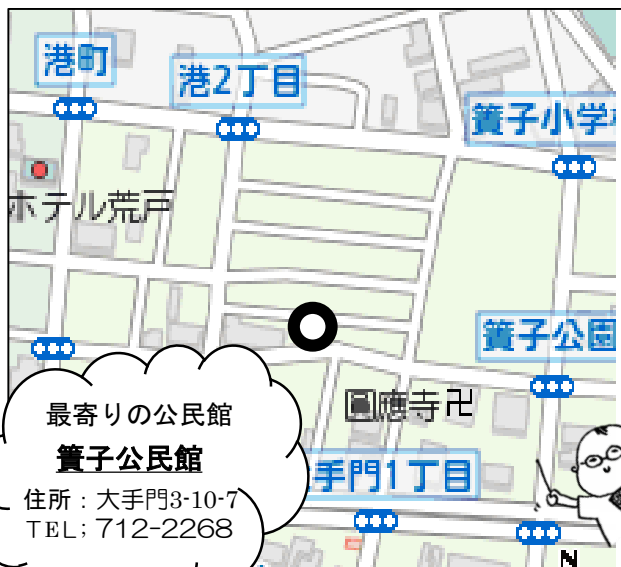 港町
港2丁目
簀子小学
ホテル荒戸
簀子公園
圓應寺卍
手門1丁目
最寄りの公民館
簀子公民館
住所：大手門3-10-7
TEL; 712-2268
N